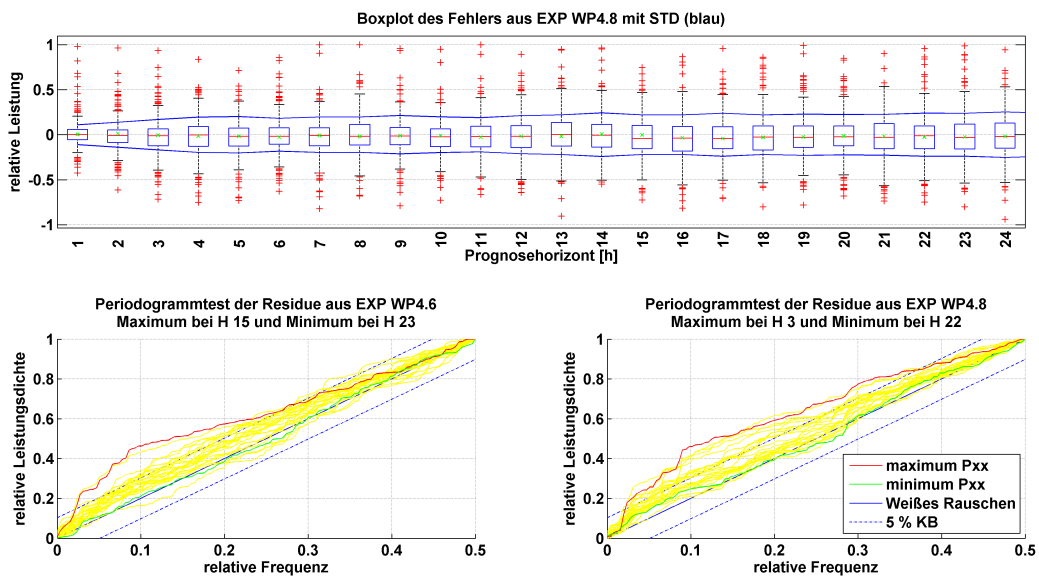 Boxplot des Fehlers aus EXP WP4.8 mit STD (blau)
relative Leistung
1
0.5
0
-0.5
-1
1 2 3 4 5 6 7 8 9 10 11 12 13 14 15 16 17 18 19 20 21 22 23 24
Prognosehorizont [h]
Periodogrammtest der Residue aus EXP WP4.6
Maximum bei H 15 und Minimum bei H 23
relative Leistungsdichte
1
0.8
0.6
0.4
0.2
0
0 0.1 0.2 0.3 0.4 0.5
relative Frequenz
Periodogrammtest der Residue aus EXP WP4.8
Maximum bei H 3 und Minimum bei H 22
relative Leistungsdichte
1
0.8
0.6
0.4
0.2
0
maximum Pxx
minimum Pxx
Weißes Rauschen
5 % KB
0 0.1 0.2 0.3 0.4 0.5
relative Frequenz